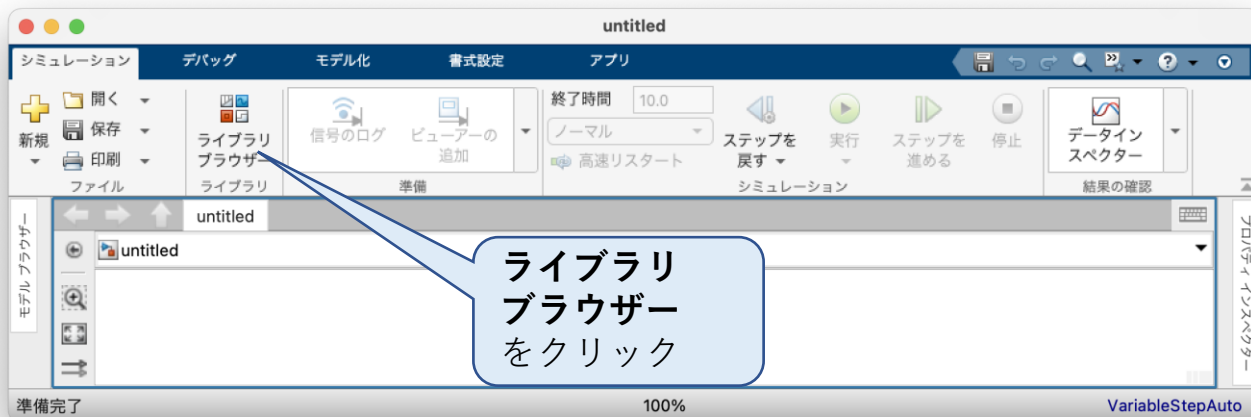 untitled
シミュレーション デバッグ モデル化 書式設定 アプリ
新規
開く
保存
印刷
ファイル
ライブラリ
ブラウザー
ライブラリ
信号のログ
ビューアーの
追加
準備
終了時間 10.0
ノーマル
高速リスタート
ステップを
戻す
実行
ステップを
進める
停止
シミュレーション
データイン
スペクター
結果の確認
モデル ブラウザー
untitled
untitled
プロパティ インスペクター
ライブラリ
ブラウザー
をクリック
準備完了 100% VariableStepAuto